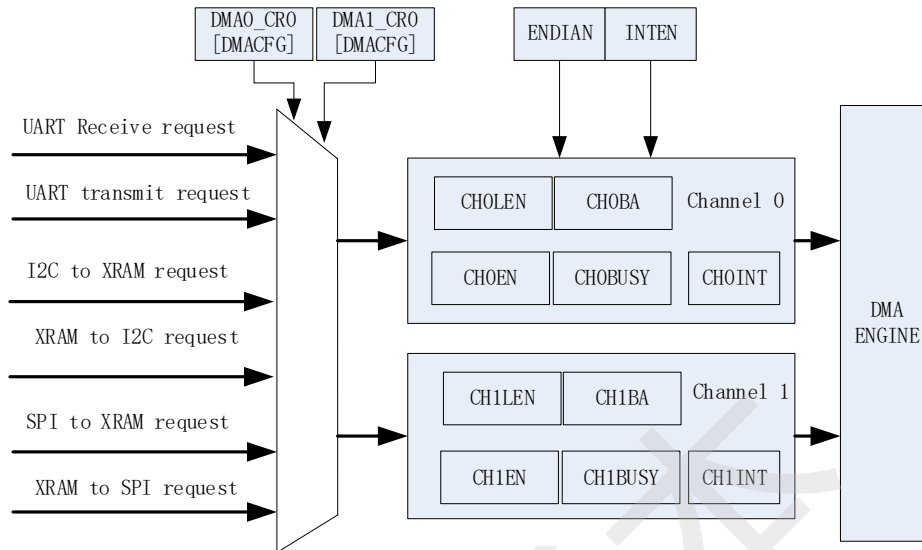 DMA0_CR0
[DMACFG]
DMA1_CR0
[DMACFG]
ENDIAN
INTEN
UART Receive request
UART transmit request
I2C to XRAM request
XRAM to I2C request
SPI to XRAM request
XRAM to SPI request
CH0LEN
CH0BA
Channel 0
CH0EN
CH0BUSY
CH0INT
CH1LEN
CH1BA
Channel 1
CH1EN
CH1BUSY
CH1INT
DMA
ENGINE